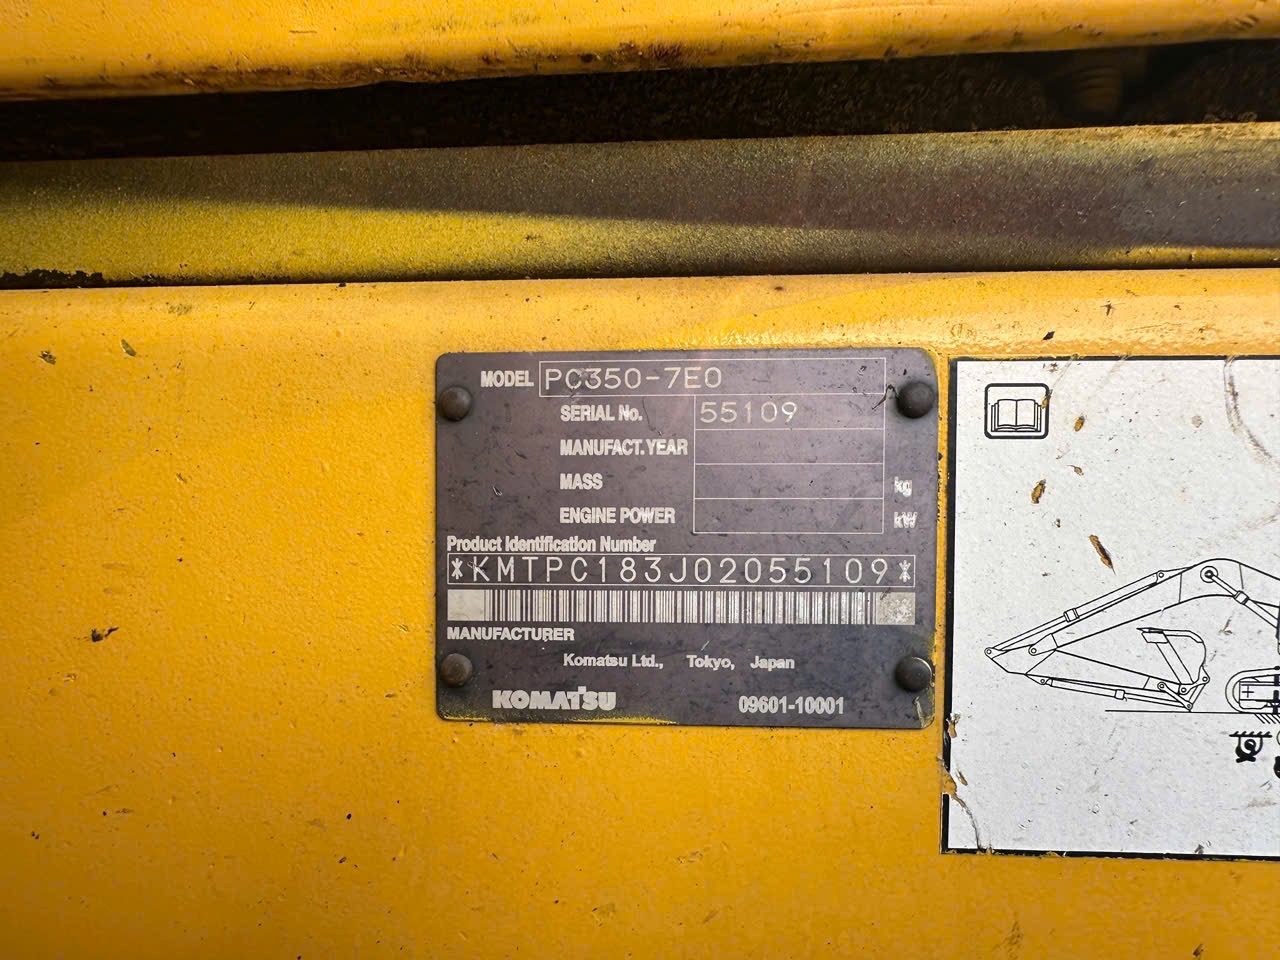 MODEL PC350-7E0
SERIAL No. 55109
MANUFACT. YEAR
MASS kg
ENGINE POWER kW
Product Identification Number
*KMTPC183J02055109*
MANUFACTURER
Komatsu Ltd., Tokyo, Japan
KOMATSU 09601-10001